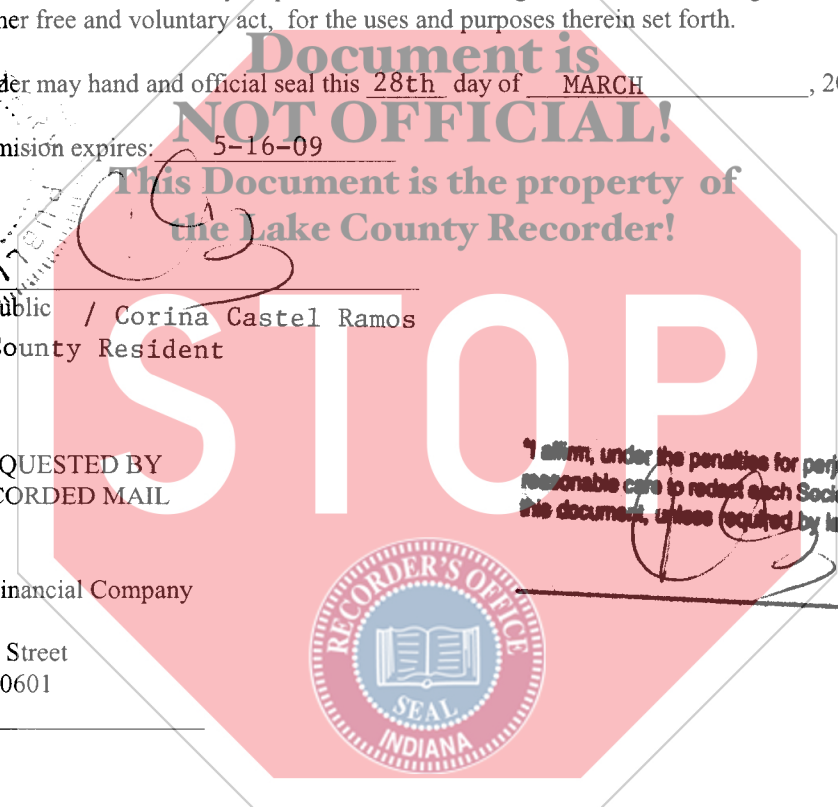 her free and voluntary act, for the uses and purposes therein set forth.
Document is
der may hand and official seal this 28th day of MARCH, 20
NOT OFFICIAL!
mision expires: 5-16-09
This Document is the property of
the Lake County Recorder!
ublic / Corina Castel Ramos
ounty Resident
STOP
"I affirm, under the penalties for perj
QUESTED BY
reasonable care to redact each Soci
CORDED MAIL
this document, unless required by la
inancial Company
Street
0601
RECORDER'S OFFICE
SEAL
INDIANA